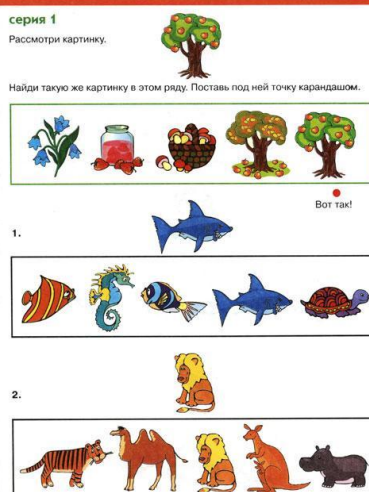 серия 1
Рассмотри картинку.
Найди такую же картинку в этом ряду. Поставь под ней точку карандашом.
Вот так!
1.
2.